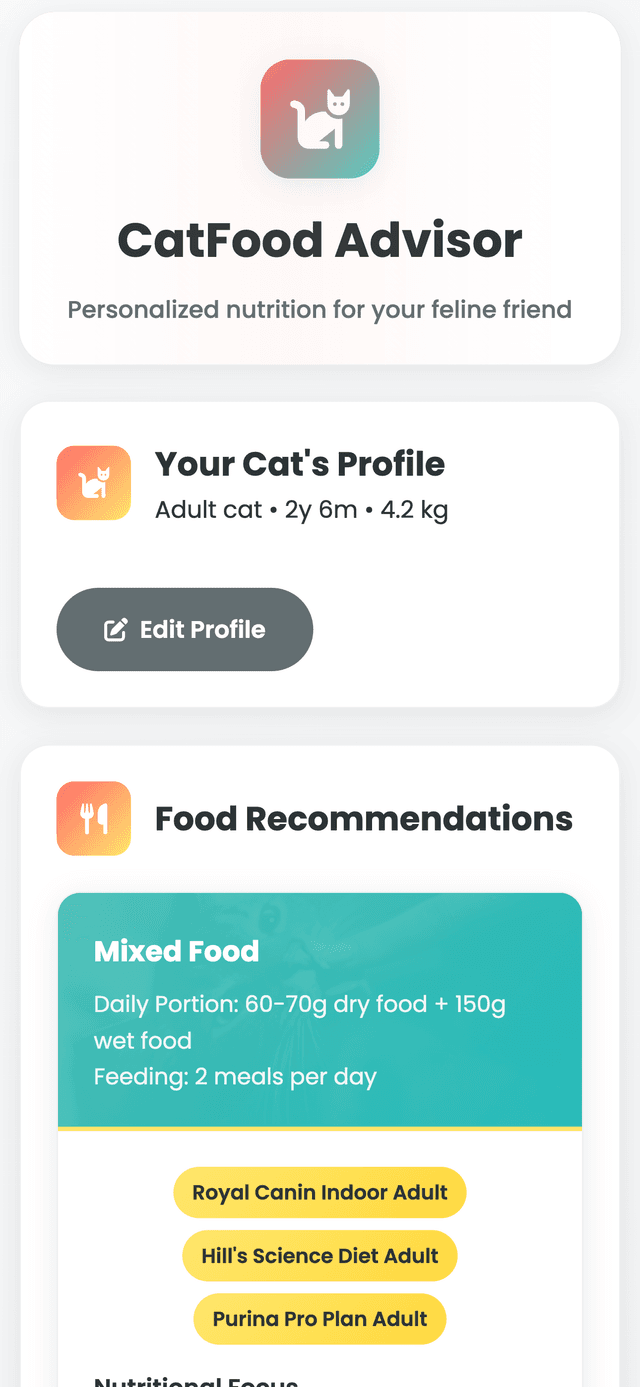 CatFood Advisor
Personalized nutrition for your feline friend
Your Cat's Profile
Adult cat • 2y 6m • 4.2 kg
Edit Profile
Food Recommendations
Mixed Food
Daily Portion: 60-70g dry food + 150g
wet food
Feeding: 2 meals per day
Royal Canin Indoor Adult
Hill's Science Diet Adult
Purina Pro Plan Adult
Nutritional Focus